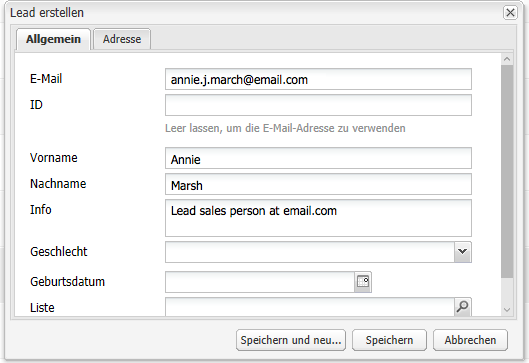 Lead erstellen
Allgemein
Adresse
E-Mail annie.j.march@email.com
ID
Leer lassen, um die E-Mail-Adresse zu verwenden
Vorname Annie
Nachname Marsh
Info Lead sales person at email.com
Geschlecht
Geburtsdatum
Liste
Speichern und neu... Speichern Abbrechen